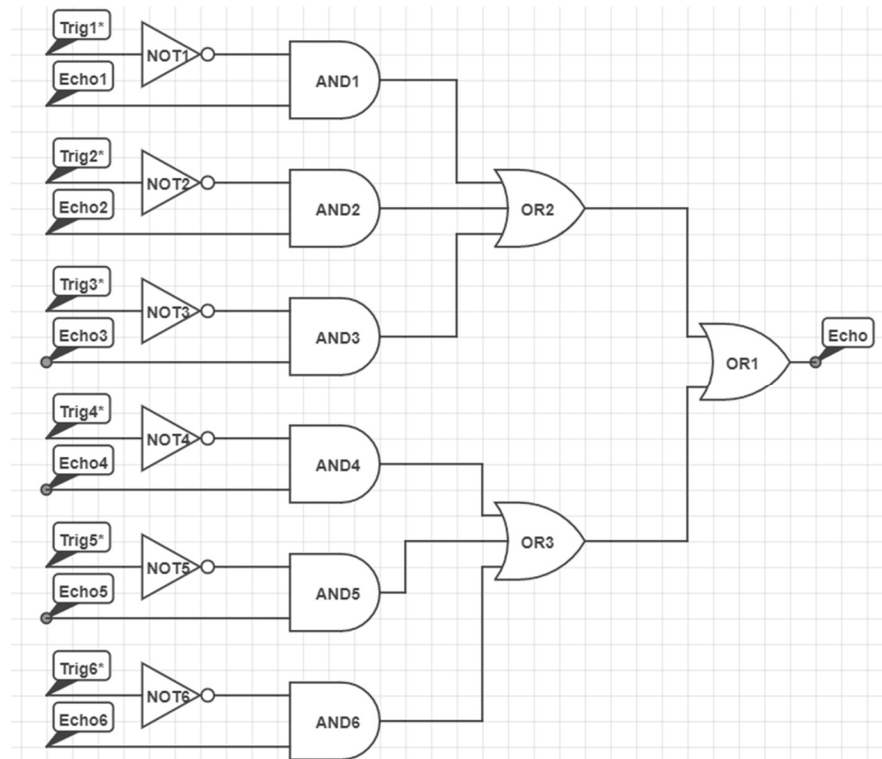 Trig1*
NOT1
Echo1
AND1
Trig2*
NOT2
Echo2
AND2
OR2
Trig3*
NOT3
Echo3
AND3
Echo
OR1
Trig4*
NOT4
Echo4
AND4
OR3
Trig5*
NOT5
Echo5
AND5
Trig6*
NOT6
Echo6
AND6